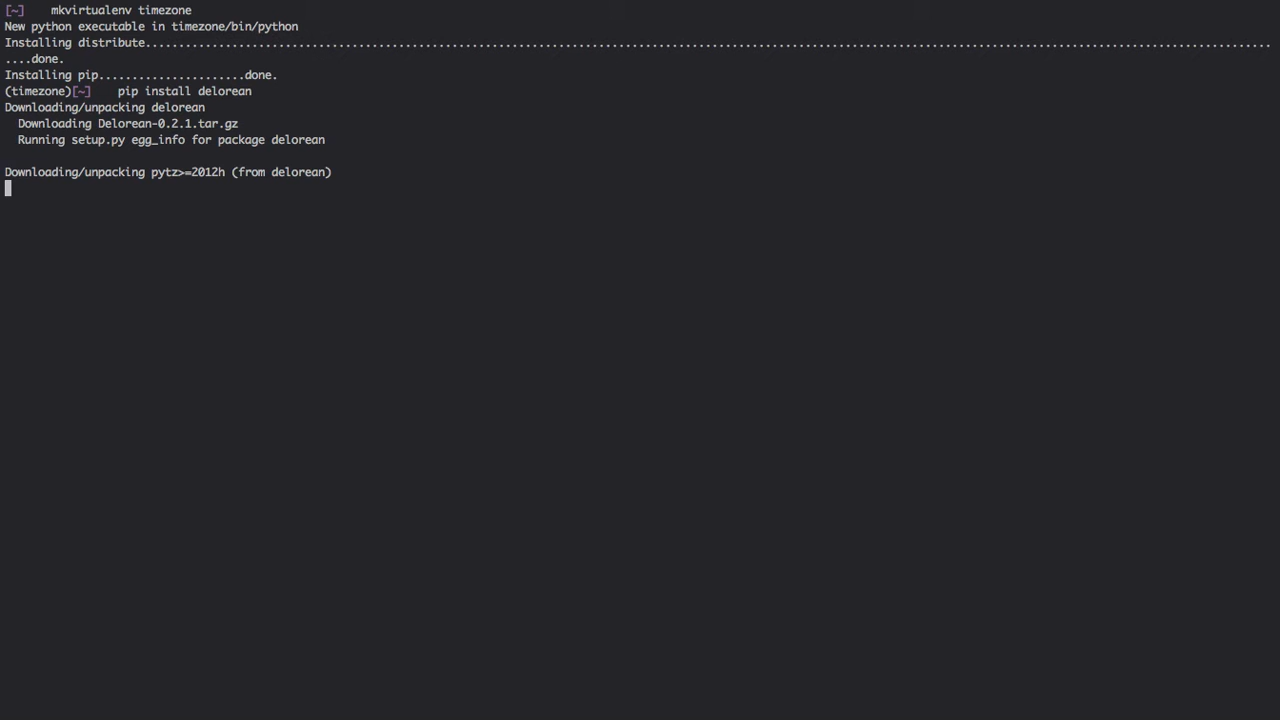 [~]    mkvirtualenv timezone
New python executable in timezone/bin/python
Installing distribute.........................................................................................................................................................................
....done.
Installing pip......................done.
(timezone)[~]    pip install delorean
Downloading/unpacking delorean
  Downloading Delorean-0.2.1.tar.gz
  Running setup.py egg_info for package delorean
Downloading/unpacking pytz>=2012h (from delorean)